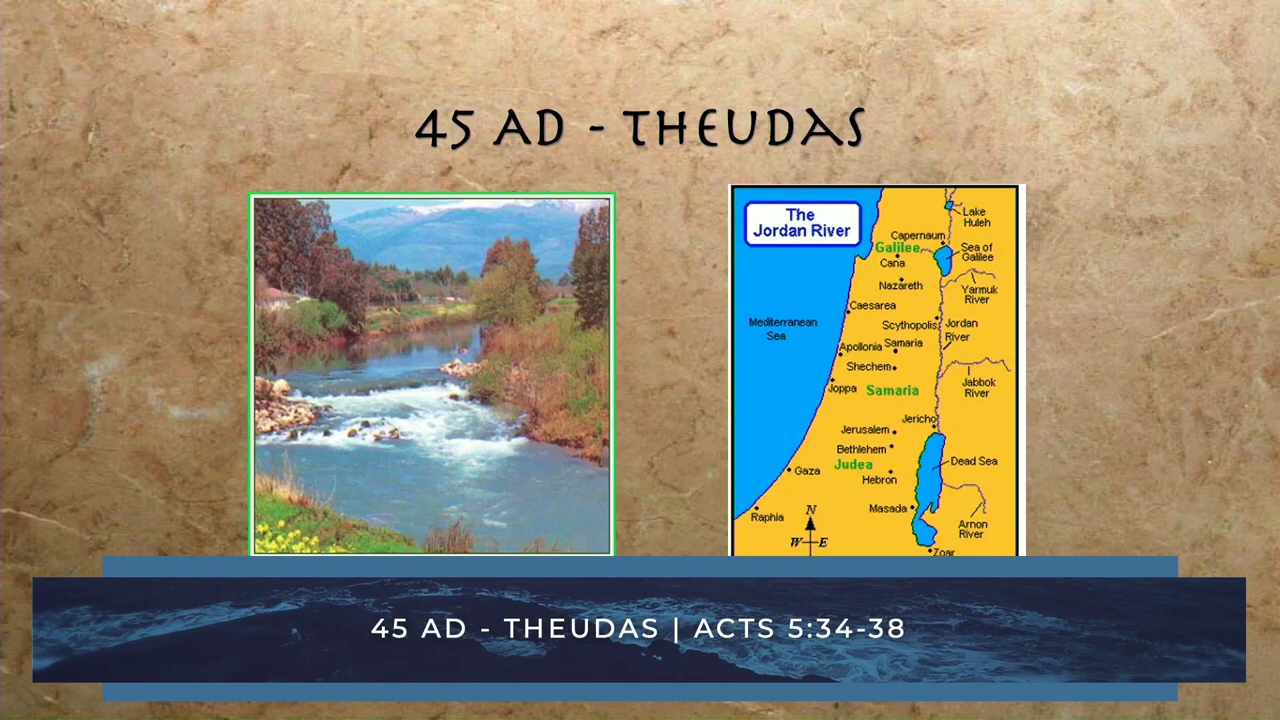 45 AD - THEUDAS
The
Jordan River
Lake
Huleh
Capernaum
Galilee
Sea of
Galilee
Cana
Nazareth
Yarmuk
River
Caesarea
Mediterranean
Sea
Scythopolis
Jordan
River
Apollonia
Samaria
Shechem
Joppa
Samaria
Jabbok
River
Jericho
Jerusalem
Bethlehem
Judea
Dead Sea
Gaza
Hebron
Masada
Raphia
N
W
E
Arnon
River
Zoar
45 AD - THEUDAS | ACTS 5:34-38